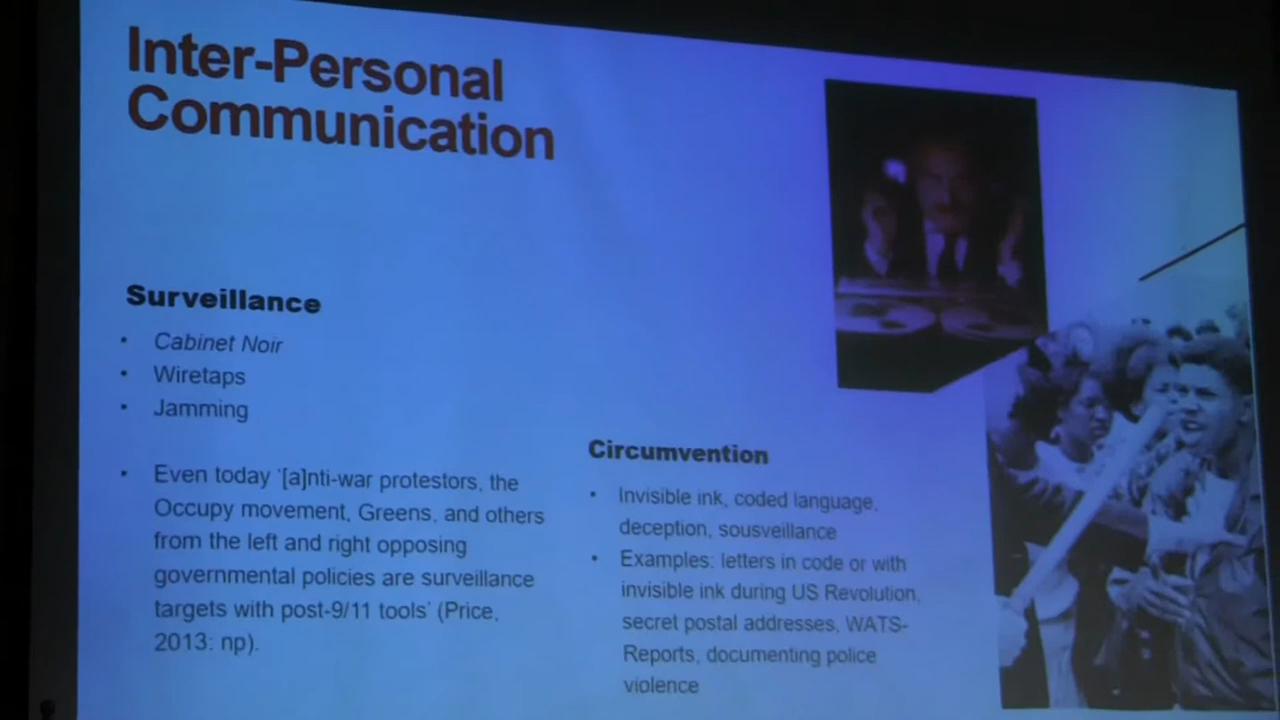 Inter-Personal
Communication
Surveillance
• Cabinet Noir
• Wiretaps
• Jamming
• Even today '[a]nti-war protestors, the
Occupy movement, Greens, and others
from the left and right opposing
governmental policies are surveillance
targets with post-9/11 tools' (Price,
2013: np).
Circumvention
• Invisible ink, coded language,
deception, sousveillance
• Examples: letters in code or with
invisible ink during US Revolution,
secret postal addresses, WATS-
Reports, documenting police
violence